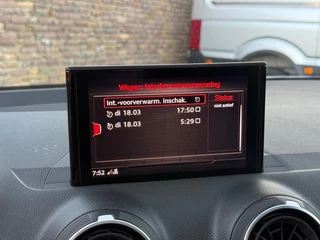 Int.-voorverwarm. inschak.
Status
niet actief
di 18.03 17:50
di 18.03 5:29
7:52